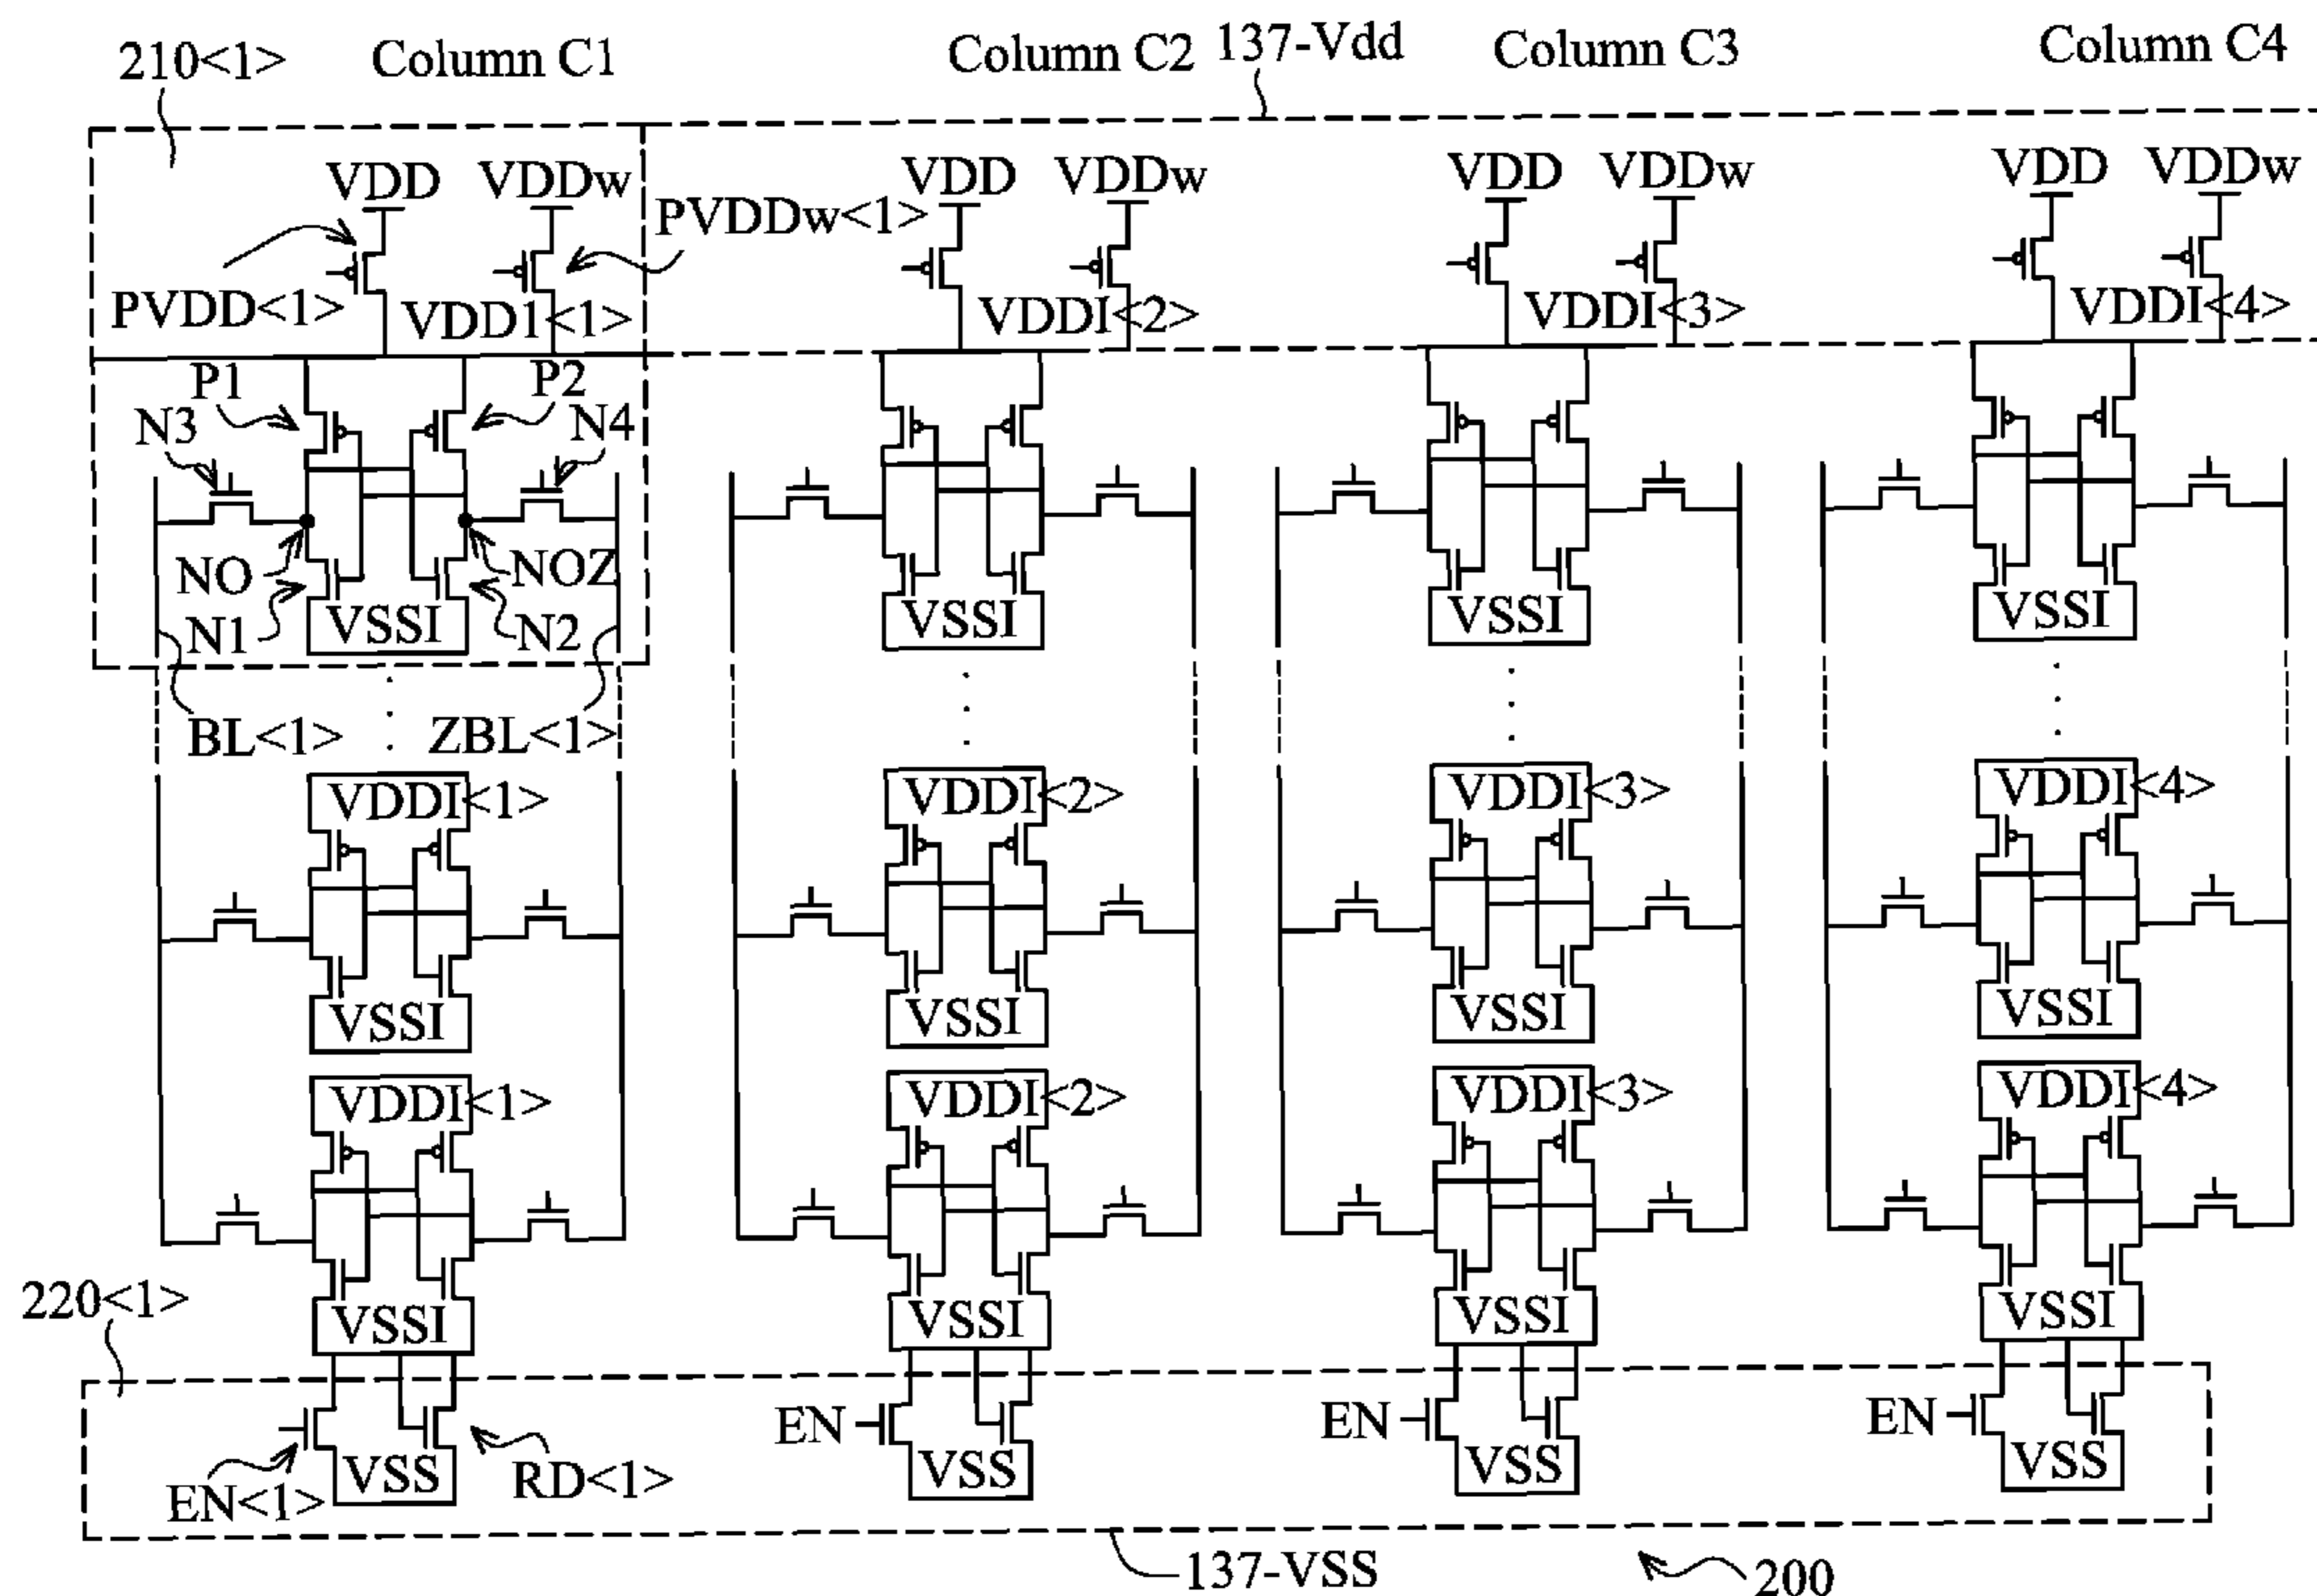 210<1> Column C1 Column C2 137-Vdd Column C3 Column C4
VDD VDDw VDD VDDw VDD VDDw VDD VDDw
PVDDw<1>
PVDD<1> VDD1<1> VDDI<2> VDDI<3> VDDI<4>
P1 P2
N3 N4
NO NOZ
N1 VSSI N2 VSSI VSSI VSSI
BL<1> ZBL<1>
VDDI<1> VDDI<2> VDDI<3> VDDI<4>
VSSI VSSI VSSI VSSI
VDDI<1> VDDI<2> VDDI<3> VDDI<4>
220<1>
VSSI VSSI VSSI VSSI
EN EN EN
VSS VSS VSS VSS
EN<1> RD<1>
137-VSS 200